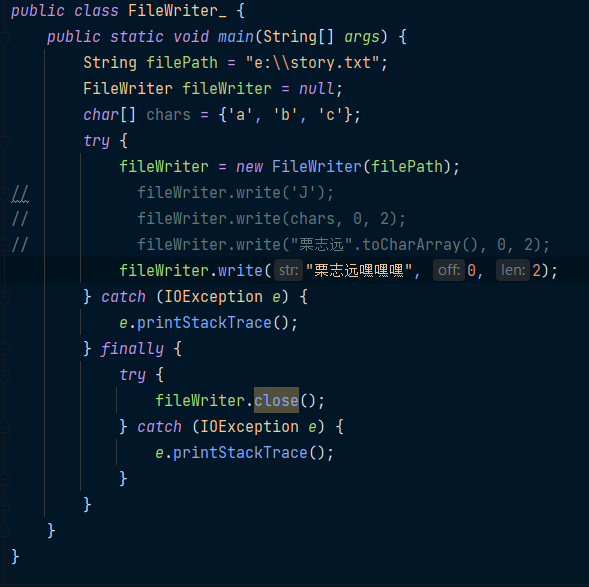 public class FileWriter_ {
public static void main(String[] args) {
String filePath = "e:\\story.txt";
FileWriter fileWriter = null;
char[] chars = {'a', 'b', 'c'};
try {
fileWriter = new FileWriter(filePath);
// fileWriter.write('J');
// fileWriter.write(chars, 0, 2);
// fileWriter.write("栗志远".toCharArray(), 0, 2);
fileWriter.write( str: "栗志远嘿嘿嘿", off: 0, len: 2);
} catch (IOException e) {
e.printStackTrace();
} finally {
try {
fileWriter.close();
} catch (IOException e) {
e.printStackTrace();
}
}
}
}